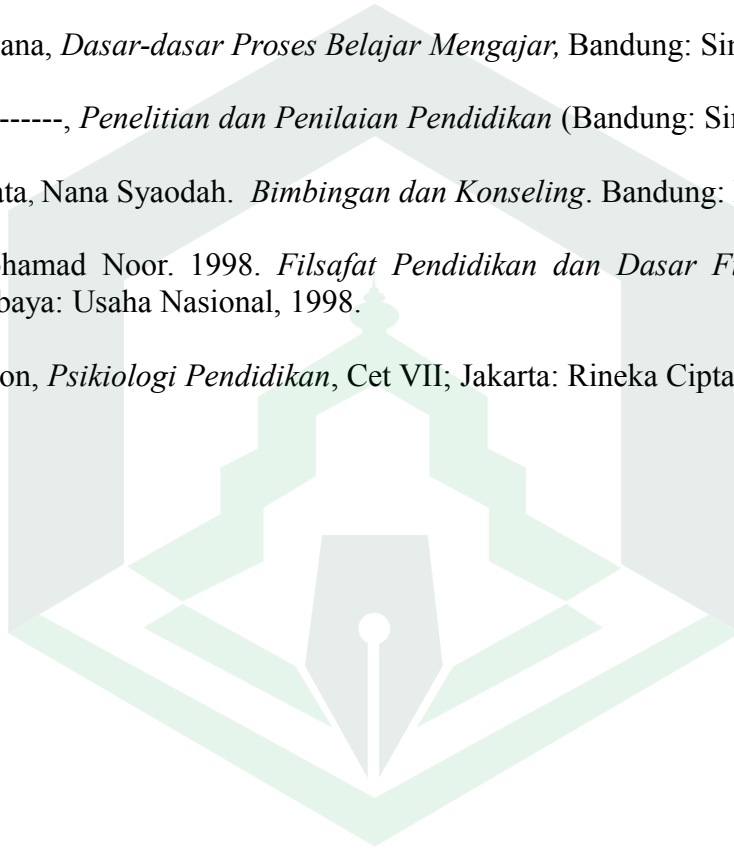 ana, Dasar-dasar Proses Belajar Mengajar, Bandung: Sin
------, Penelitian dan Penilaian Pendidikan (Bandung: Sin
ata, Nana Syaodah. Bimbingan dan Konseling. Bandung:
hamad Noor. 1998. Filsafat Pendidikan dan Dasar F
baya: Usaha Nasional, 1998.
on, Psikiologi Pendidikan, Cet VII; Jakarta: Rineka Cipta